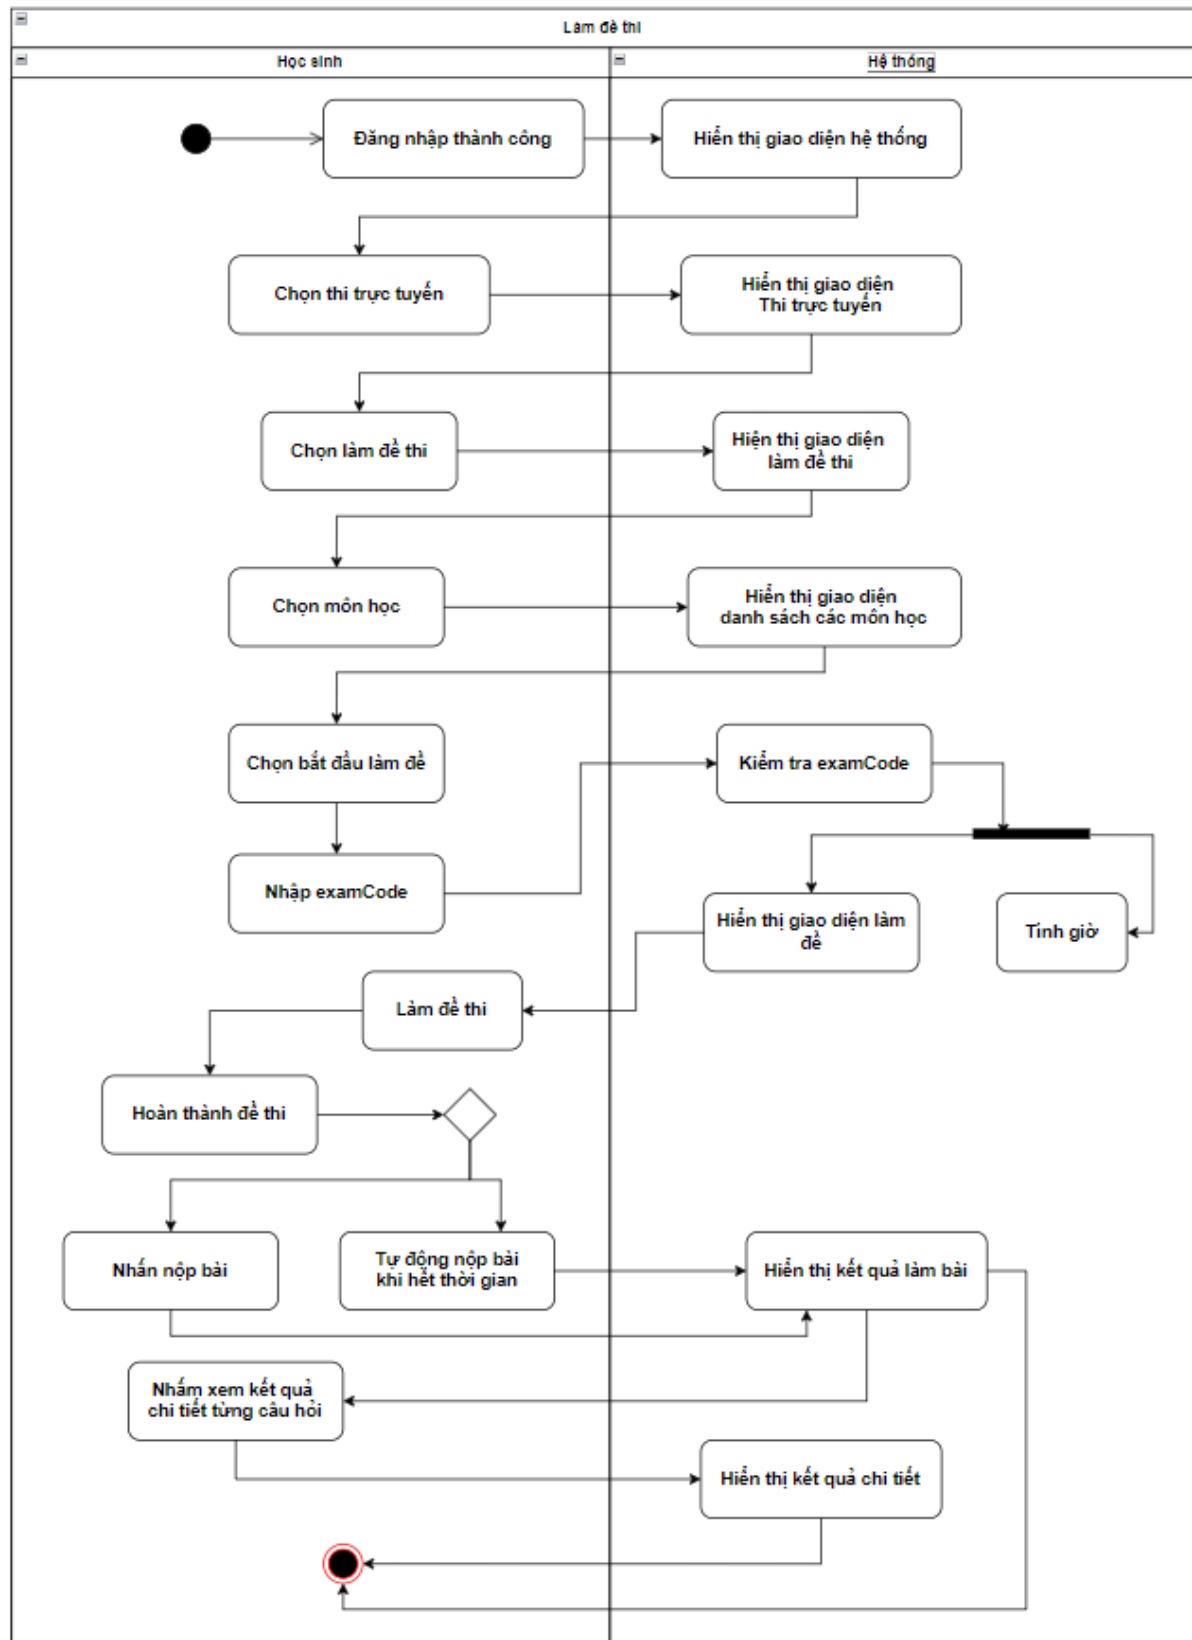 Làm đề thi
Học sinh
Hệ thống
Đăng nhập thành công
Hiển thị giao diện hệ thống
Chọn thi trực tuyến
Hiển thị giao diện
Thi trực tuyến
Chọn làm đề thi
Hiện thị giao diện
làm đề thi
Chọn môn học
Hiển thị giao diện
danh sách các môn học
Chọn bắt đầu làm đề
Kiểm tra examCode
Nhập examCode
Hiển thị giao diện làm
đề
Tính giờ
Làm đề thi
Hoàn thành đề thi
Nhấn nộp bài
Tự động nộp bài
khi hết thời gian
Hiển thị kết quả làm bài
Nhấm xem kết quả
chi tiết từng câu hỏi
Hiển thị kết quả chi tiết